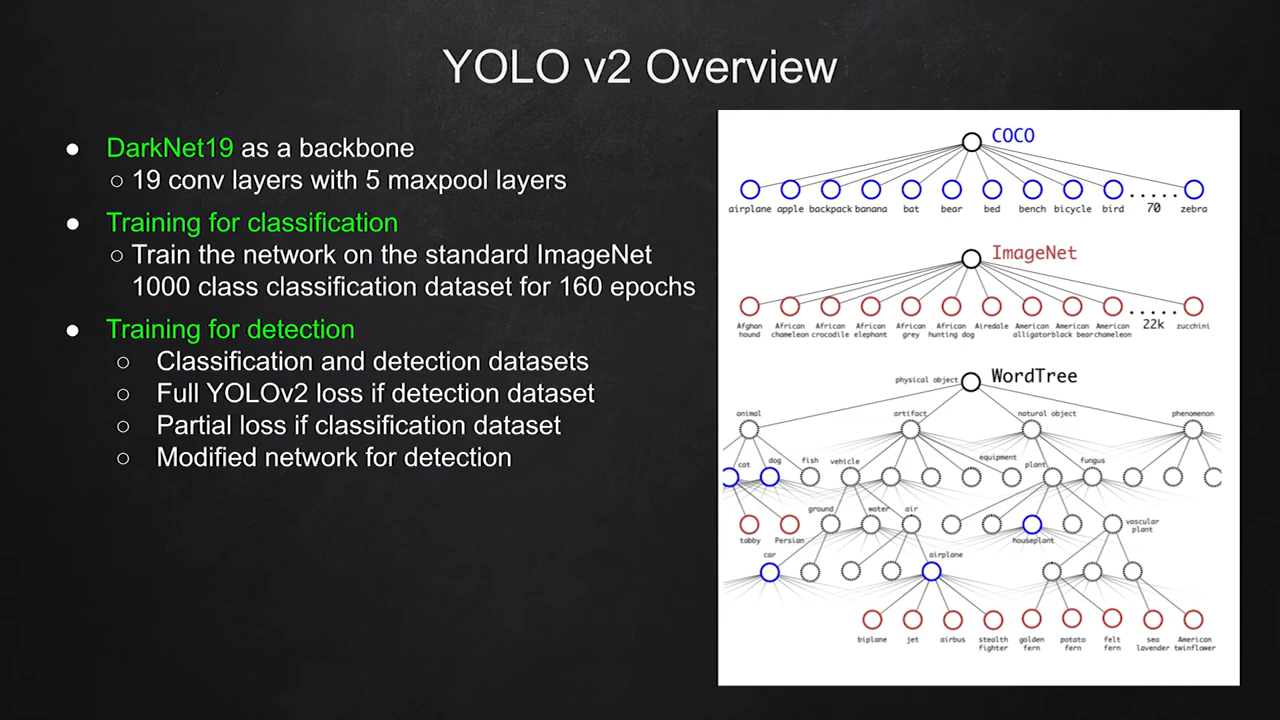 YOLO v2 Overview
● DarkNet19 as a backbone
○ 19 conv layers with 5 maxpool layers
● Training for classification
○ Train the network on the standard ImageNet
1000 class classification dataset for 160 epochs
● Training for detection
○ Classification and detection datasets
○ Full YOLOv2 loss if detection dataset
○ Partial loss if classification dataset
○ Modified network for detection
COCO
airplane apple backpack banana bat bear bed bench bicycle bird ..... 70 zebra
ImageNet
Afghan African African African African African Airedale American American American ..... 22k zucchini
hound chameleon crocodile elephant grey hunting dog alligator black bear chameleon
physical object WordTree
animal artifact natural object phenomenon
cat dog fish vehicle equipment plant fungus
ground water air vascular
plant
tabby Persian houseplant
car airplane
biplane jet airbus stealth golden potato felt sea American
fighter fern fern fern lavender twinflower